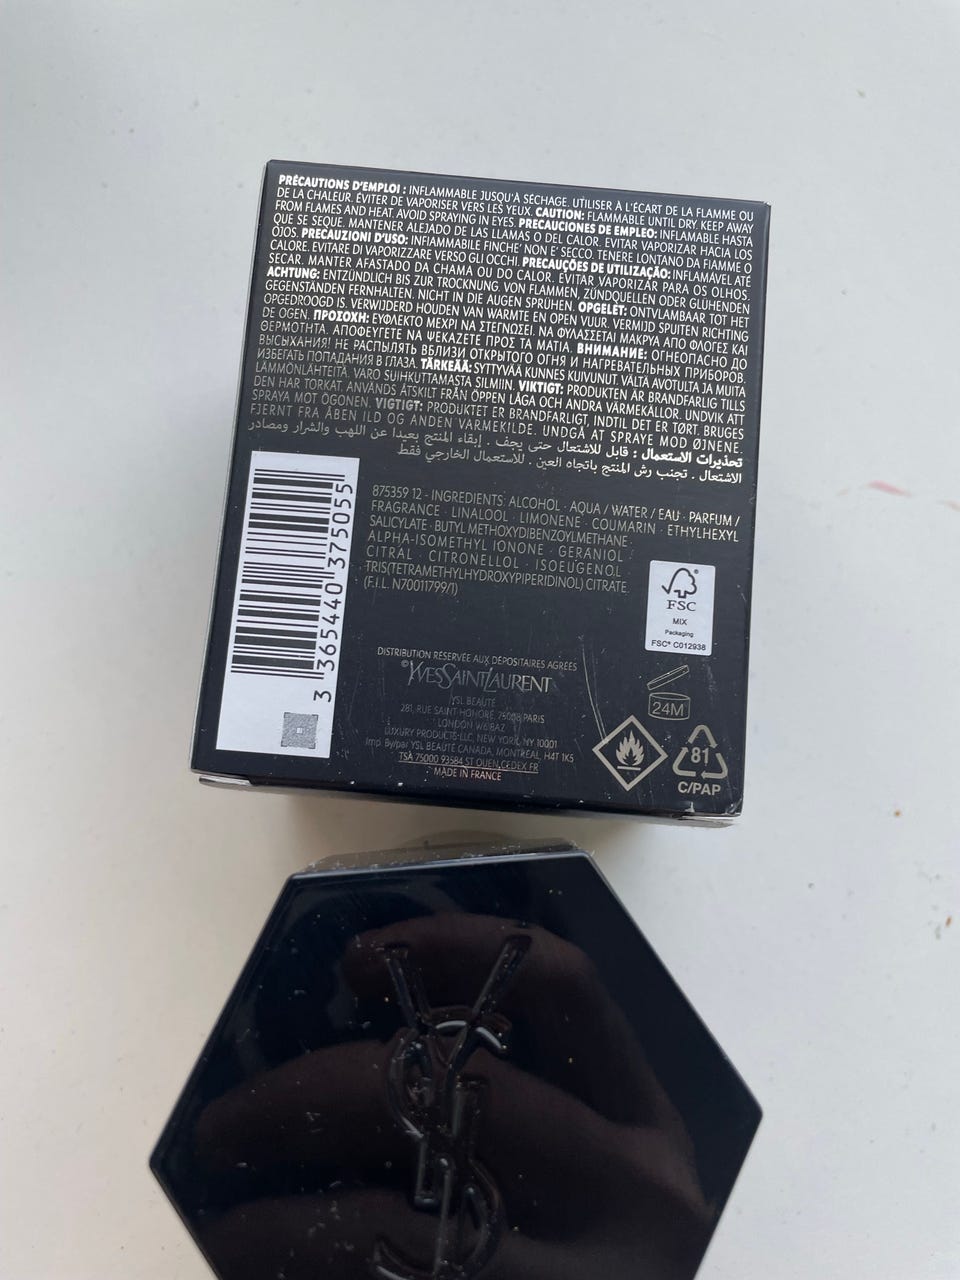 PRÉCAUTIONS D'EMPLOI : INFLAMMABLE JUSQU'À SÉCHAGE. UTILISER À L'ÉCART DE LA FLAMME OU
DE LA CHALEUR. ÉVITER DE VAPORISER VERS LES YEUX. CAUTION: FLAMMABLE UNTIL DRY. KEEP AWAY
FROM FLAMES AND HEAT. AVOID SPRAYING IN EYES. PRECAUCIONES DE EMPLEO: INFLAMABLE HASTA
QUE SE SEQUE. MANTENER ALEJADO DE LAS LLAMAS O DEL CALOR. EVITAR VAPORIZAR HACIA LOS
OJOS. PRECAUZIONI D'USO: INFIAMMABILE FINCHE' NON E' SECCO. TENERE LONTANO DA FIAMME O
CALORE. EVITARE DI VAPORIZZARE VERSO GLI OCCHI. PRECAUÇÕES DE UTILIZAÇÃO: INFLAMÁVEL ATÉ
SECAR. MANTER AFASTADO DA CHAMA OU DO CALOR. EVITAR VAPORIZAR PARA OS OLHOS.
ACHTUNG: ENTZÜNDLICH BIS ZUR TROCKNUNG. VON FLAMMEN, ZÜNDQUELLEN ODER GLÜHENDEN
GEGENSTÄNDEN FERNHALTEN. NICHT IN DIE AUGEN SPRÜHEN. OPGELET: ONTVLAMBAAR TOT HET
OPGEDROOGD IS. VERWIJDERD HOUDEN VAN WARMTE EN OPEN VUUR. VERMIJD SPUITEN RICHTING
DE OGEN. ΠΡΟΣΟΧΗ: ΕΥΦΛΕΚΤΟ ΜΕΧΡΙ ΝΑ ΣΤΕΓΝΩΣΕΙ. ΝΑ ΦΥΛΑΣΣΕΤΑΙ ΜΑΚΡΥΑ ΑΠΟ ΦΛΟΓΕΣ ΚΑΙ
ΘΕΡΜΟΤΗΤΑ. ΑΠΟΦΕΥΓΕΤΕ ΝΑ ΨΕΚΑΖΕΤΕ ΠΡΟΣ ΤΑ ΜΑΤΙΑ. ВНИМАНИЕ: ОГНЕОПАСНО ДО
ВЫСЫХАНИЯ! НЕ РАСПЫЛЯТЬ ВБЛИЗИ ОТКРЫТОГО ОГНЯ И НАГРЕВАТЕЛЬНЫХ ПРИБОРОВ.
ИЗБЕГАТЬ ПОПАДАНИЯ В ГЛАЗА. TÄRKEÄÄ: SYTTYVÄÄ KUNNES KUIVUNUT. VÄLTÄ AVOTULTA JA MUITA
LÄMMÖNLÄHTEITÄ. VARO SUIHKUTTAMASTA SILMIIN. VIKTIGT: PRODUKTEN ÄR BRANDFARLIG TILLS
DEN HAR TORKAT. ANVÄNDS ÅTSKILT FRÅN ÖPPEN LÅGA OCH ANDRA VÄRMEKÄLLOR. UNDVIK ATT
SPRAYA MOT ÖGONEN. VIGTIGT: PRODUKTET ER BRANDFARLIGT, INDTIL DET ER TØRT. BRUGES
FJERNT FRA ÅBEN ILD OG ANDEN VARMEKILDE. UNDGÅ AT SPRAYE MOD ØJNENE.
تحذيرات الاستعمال : قابل للاشتعال حتى يجف . إبقاء المنتج بعيدا عن اللهب والشرار ومصادر
الاشتعال . تجنب رش المنتج باتجاه العين . للاستعمال الخارجي فقط
875359 12 - INGREDIENTS: ALCOHOL · AQUA / WATER / EAU · PARFUM /
FRAGRANCE · LINALOOL · LIMONENE · COUMARIN · ETHYLHEXYL
SALICYLATE · BUTYL METHOXYDIBENZOYLMETHANE ·
ALPHA-ISOMETHYL IONONE · GERANIOL ·
CITRAL · CITRONELLOL · ISOEUGENOL ·
TRIS(TETRAMETHYLHYDROXYPIPERIDINOL) CITRATE.
(F.I.L. N70011799/1)
3 365440 375055
FSC
MIX
Packaging
FSC® C012938
DISTRIBUTION RÉSERVÉE AUX DÉPOSITAIRES AGRÉÉS
©YVESSAINTLAURENT
YSL BEAUTÉ
281, RUE SAINT-HONORÉ, 75008 PARIS
LONDON W6 8AZ
LUXURY PRODUCTS LLC, NEW YORK, NY 10001
Imp. By/par YSL BEAUTÉ CANADA, MONTREAL, H4T 1K5
TSA 75000 93584 ST OUEN CEDEX FR
MADE IN FRANCE
24M
81
C/PAP
YSL